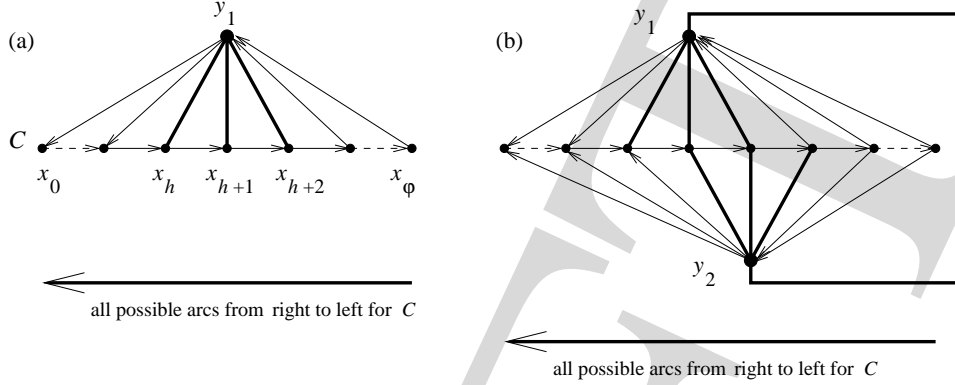 (a)
y1
C
x0 xh xh+1 xh+2 xφ
all possible arcs from right to left for C
(b)
y1
y2
all possible arcs from right to left for C